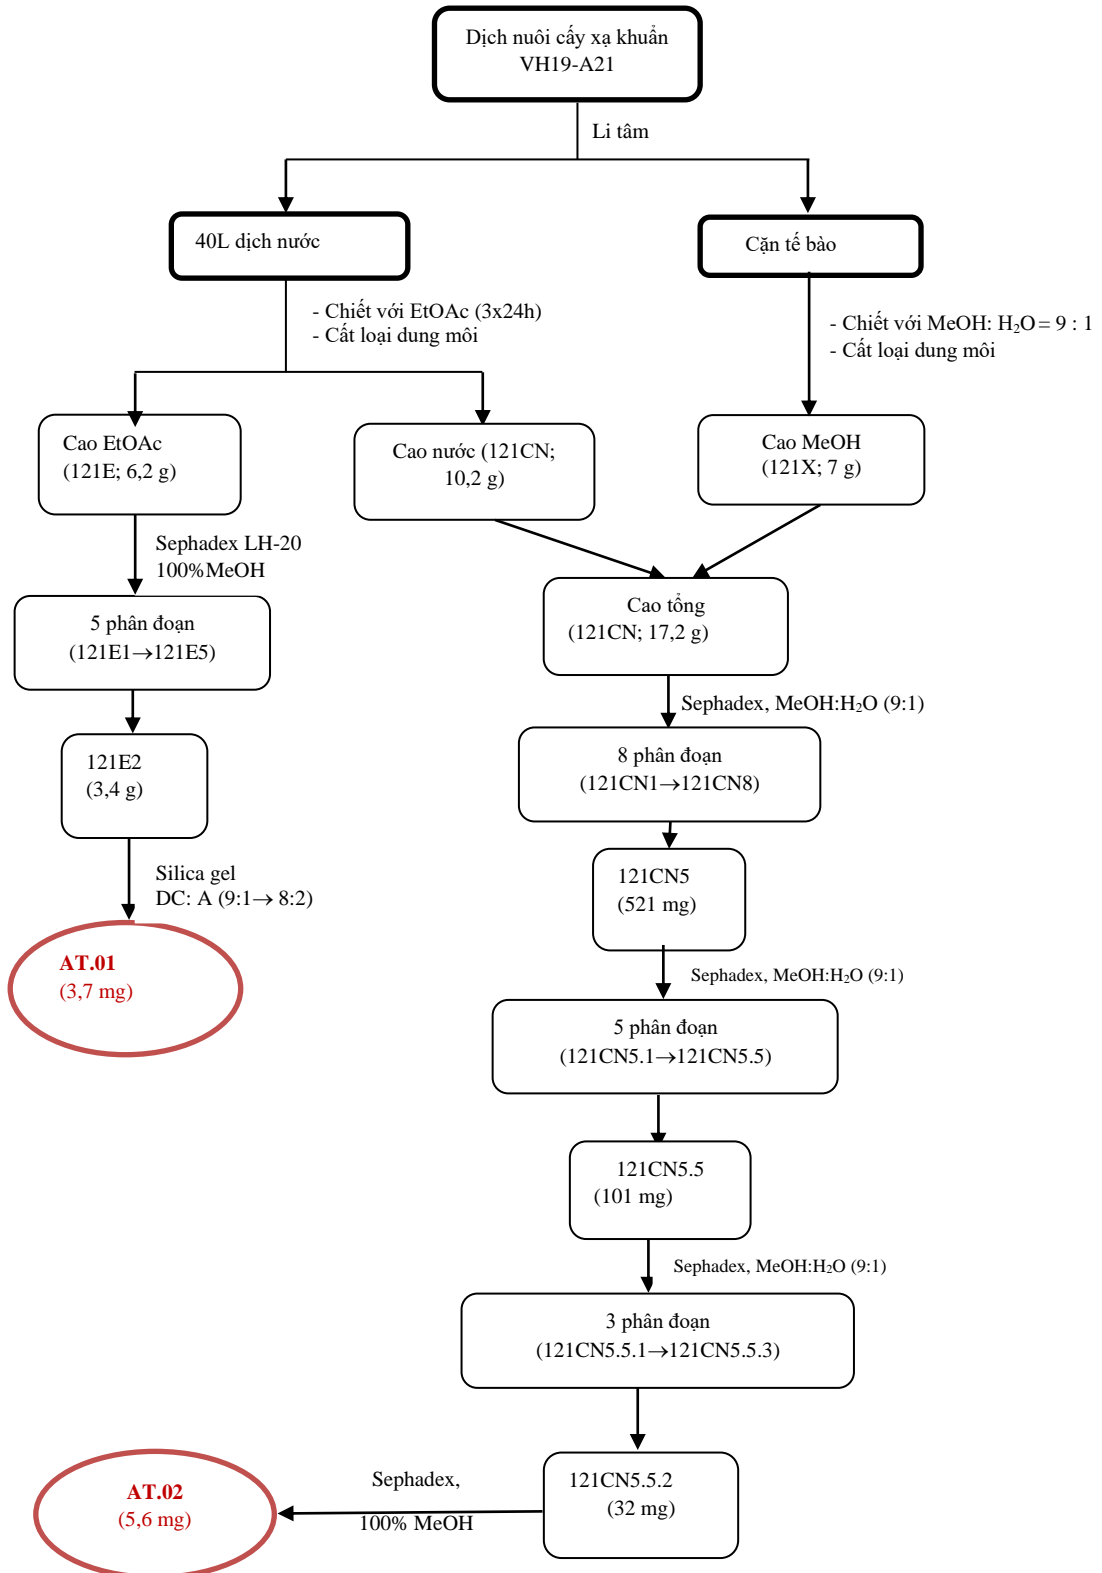 Dịch nuôi cấy xạ khuẩn
VH19-A21
Li tâm
40L dịch nước
Cặn tế bào
- Chiết với EtOAc (3x24h)
- Cất loại dung môi
- Chiết với MeOH: H₂O = 9 : 1
- Cất loại dung môi
Cao EtOAc
(121E; 6,2 g)
Cao nước (121CN;
10,2 g)
Cao MeOH
(121X; 7 g)
Sephadex LH-20
100%MeOH
Cao tổng
(121CN; 17,2 g)
5 phân đoạn
(121E1→121E5)
Sephadex, MeOH:H₂O (9:1)
121E2
(3,4 g)
8 phân đoạn
(121CN1→121CN8)
Silica gel
DC: A (9:1→ 8:2)
121CN5
(521 mg)
AT.01
(3,7 mg)
Sephadex, MeOH:H₂O (9:1)
5 phân đoạn
(121CN5.1→121CN5.5)
121CN5.5
(101 mg)
Sephadex, MeOH:H₂O (9:1)
3 phân đoạn
(121CN5.5.1→121CN5.5.3)
121CN5.5.2
(32 mg)
Sephadex,
100% MeOH
AT.02
(5,6 mg)